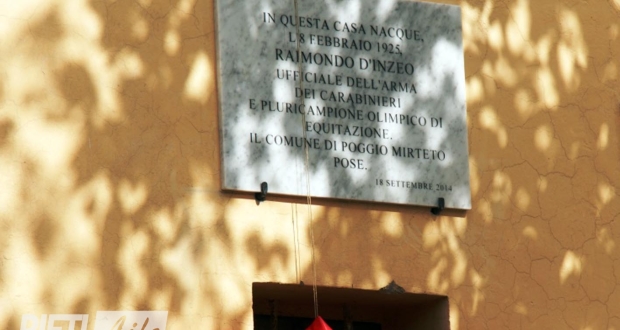 IN QUESTA CASA NACQUE,
L'8 FEBBRAIO 1925,
RAIMONDO D'INZEO
UFFICIALE DELL'ARMA
DEI CARABINIERI
E PLURICAMPIONE OLIMPICO DI
EQUITAZIONE.
IL COMUNE DI POGGIO MIRTETO
POSE.
18 SETTEMBRE 2014